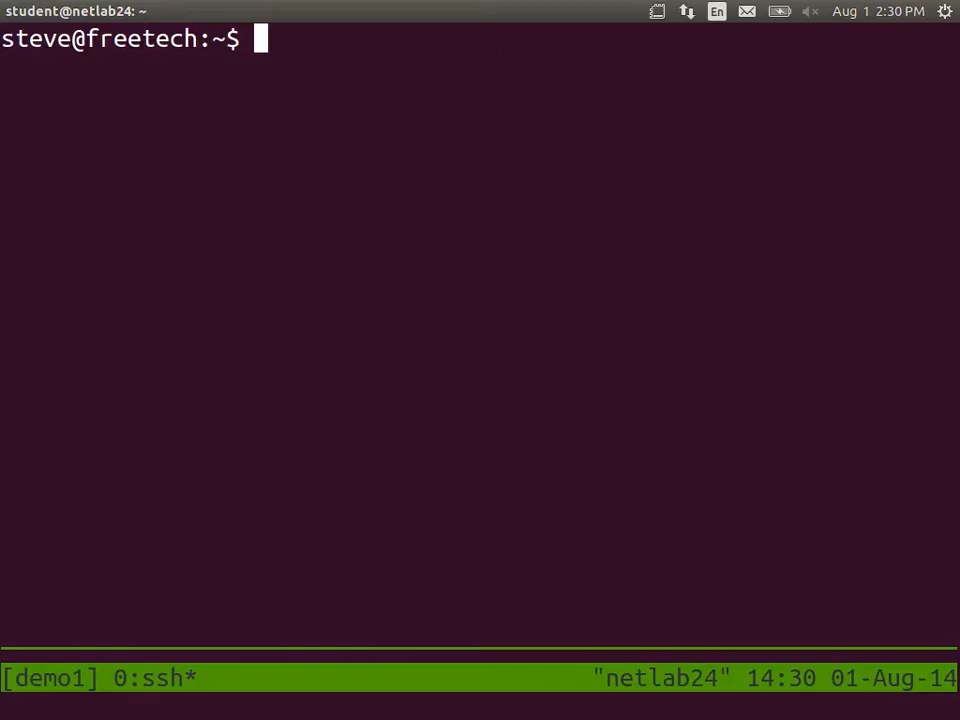 student@netlab24: ~ En Aug 1 2:30 PM
steve@freetech:~$
[demo1] 0:ssh* "netlab24" 14:30 01-Aug-14